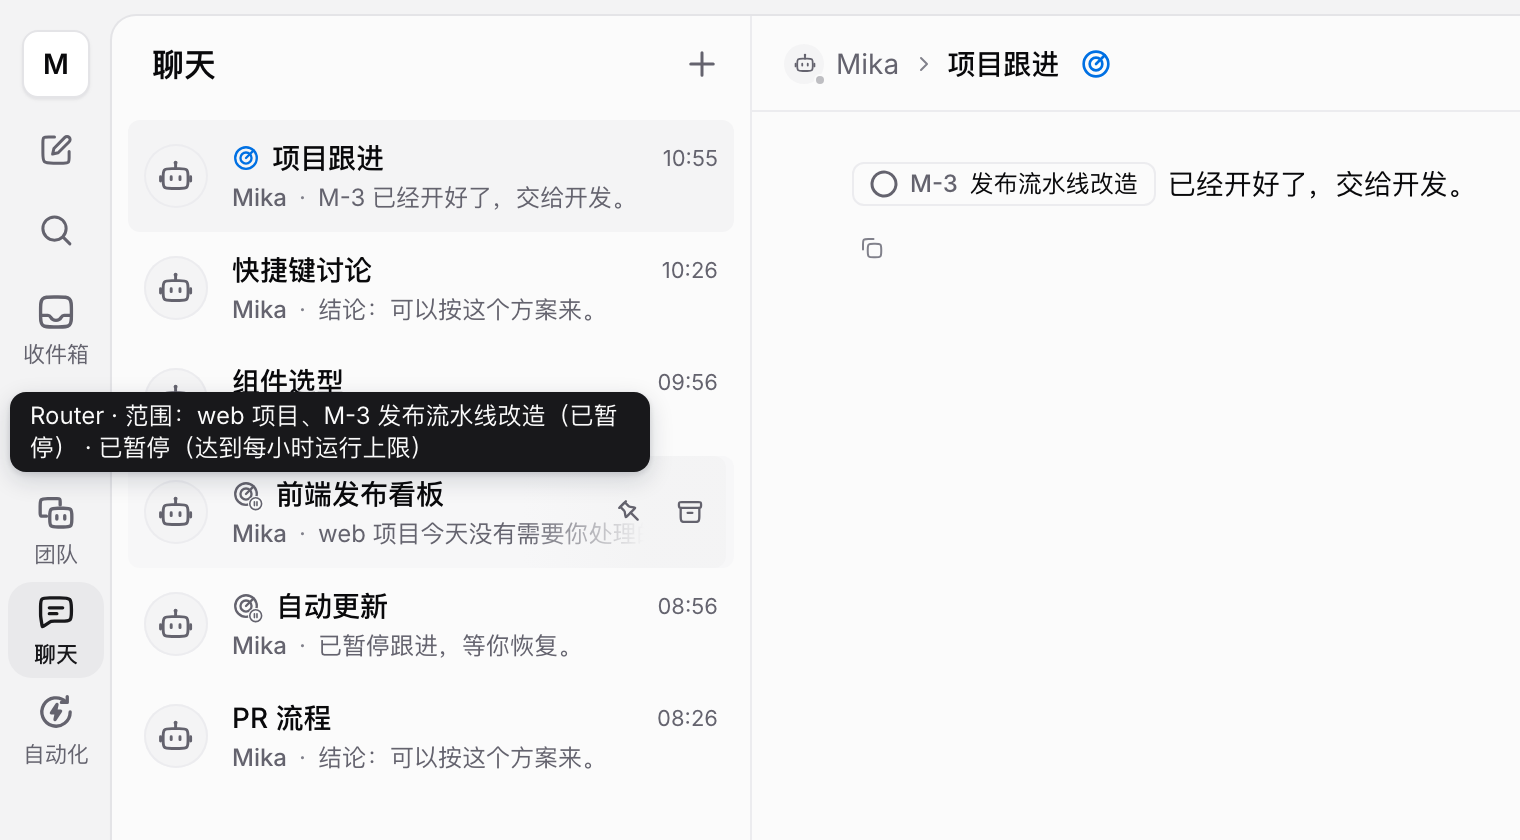 M
聊天
Mika
项目跟进
项目跟进
10:55
Mika · M-3 已经开好了，交给开发。
M-3 发布流水线改造 已经开好了，交给开发。
快捷键讨论
10:26
Mika · 结论：可以按这个方案来。
收件箱
组件选型
09:56
Router · 范围：web 项目、M-3 发布流水线改造（已暂
停） · 已暂停（达到每小时运行上限）
前端发布看板
Mika · web 项目今天没有需要你处理
团队
自动更新
08:56
Mika · 已暂停跟进，等你恢复。
聊天
PR 流程
08:26
Mika · 结论：可以按这个方案来。
自动化